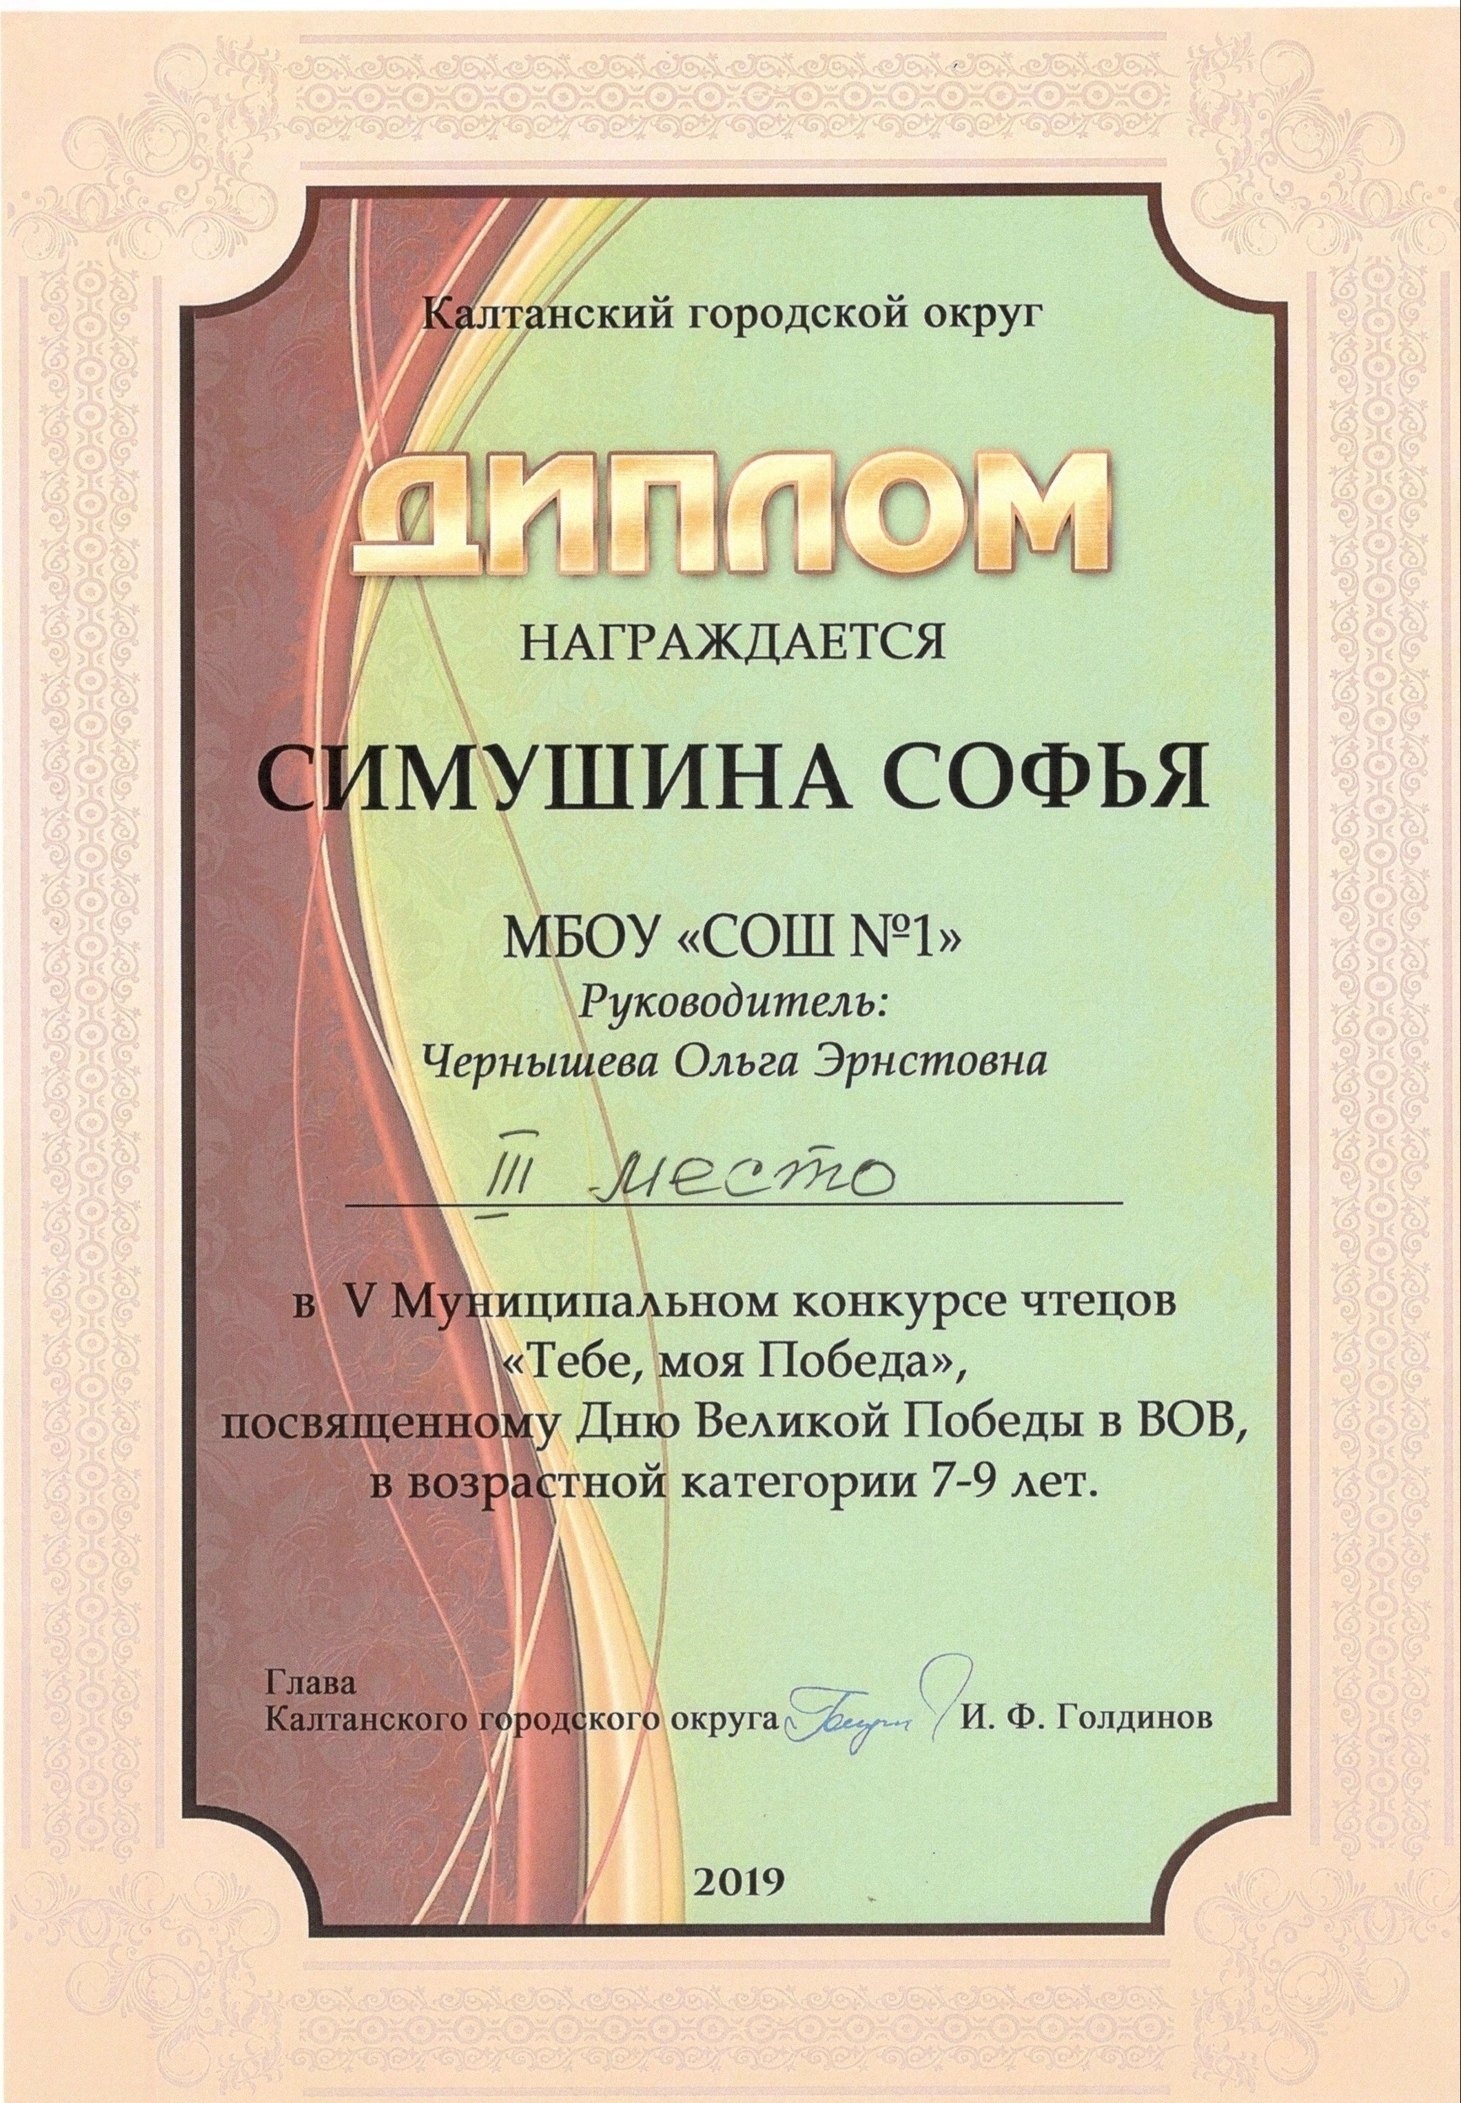 Калтанский городской округ
ДИПЛОМ
НАГРАЖДАЕТСЯ
СИМУШИНА СОФЬЯ
МБОУ «СОШ №1»
Руководитель:
Чернышева Ольга Эрнстовна
III место
в V Муниципальном конкурсе чтецов
«Тебе, моя Победа»,
посвященному Дню Великой Победы в ВОВ,
в возрастной категории 7-9 лет.
Глава
Калтанского городского округа И. Ф. Голдинов
2019